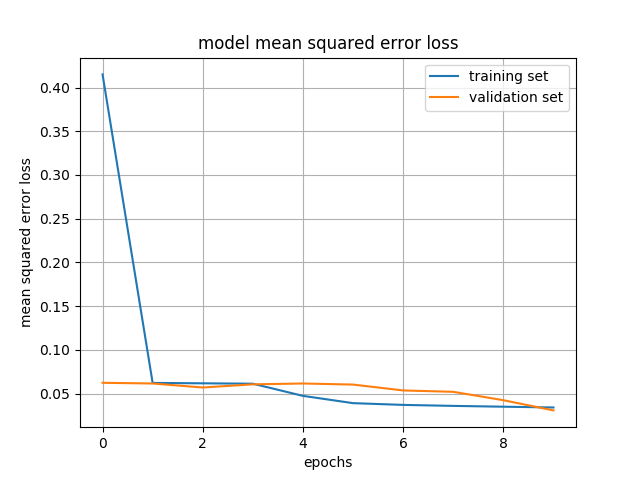 model mean squared error loss
training set
validation set
mean squared error loss
0.40
0.35
0.30
0.25
0.20
0.15
0.10
0.05
0 2 4 6 8
epochs